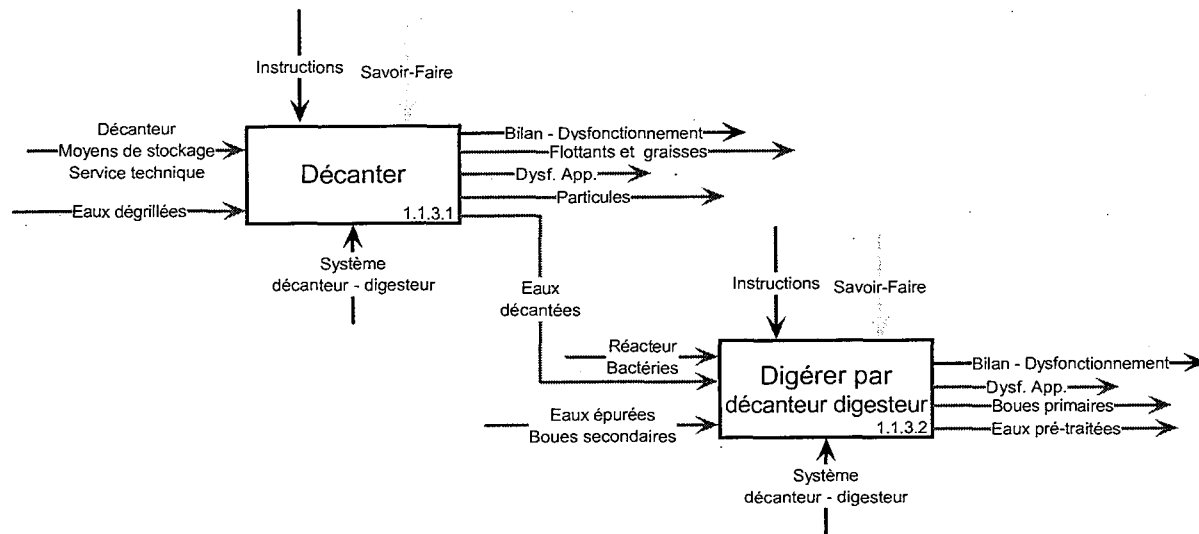 Instructions
Savoir-Faire
Décanteur
Moyens de stockage
Service technique
Eaux dégrillées
Décanter
1.1.3.1
Bilan - Dysfonctionnement
Flottants et graisses
Dysf. App.
Particules
Système
décanteur - digesteur
Eaux
décantées
Instructions
Savoir-Faire
Réacteur
Bactéries
Eaux épurées
Boues secondaires
Digérer par
décanteur digesteur
1.1.3.2
Bilan - Dysfonctionnement
Dysf. App.
Boues primaires
Eaux pré-traitées
Système
décanteur - digesteur